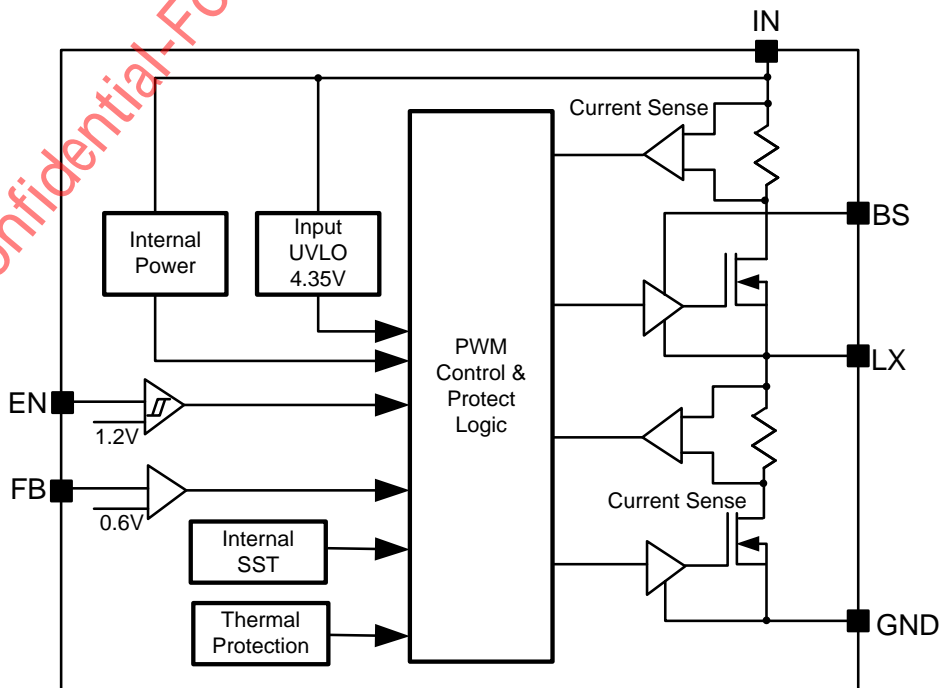 IN
Current Sense
BS
Internal
Power
Input
UVLO
4.35V
PWM
Control &
Protect
Logic
LX
EN
1.2V
FB
0.6V
Current Sense
Internal
SST
Thermal
Protection
GND